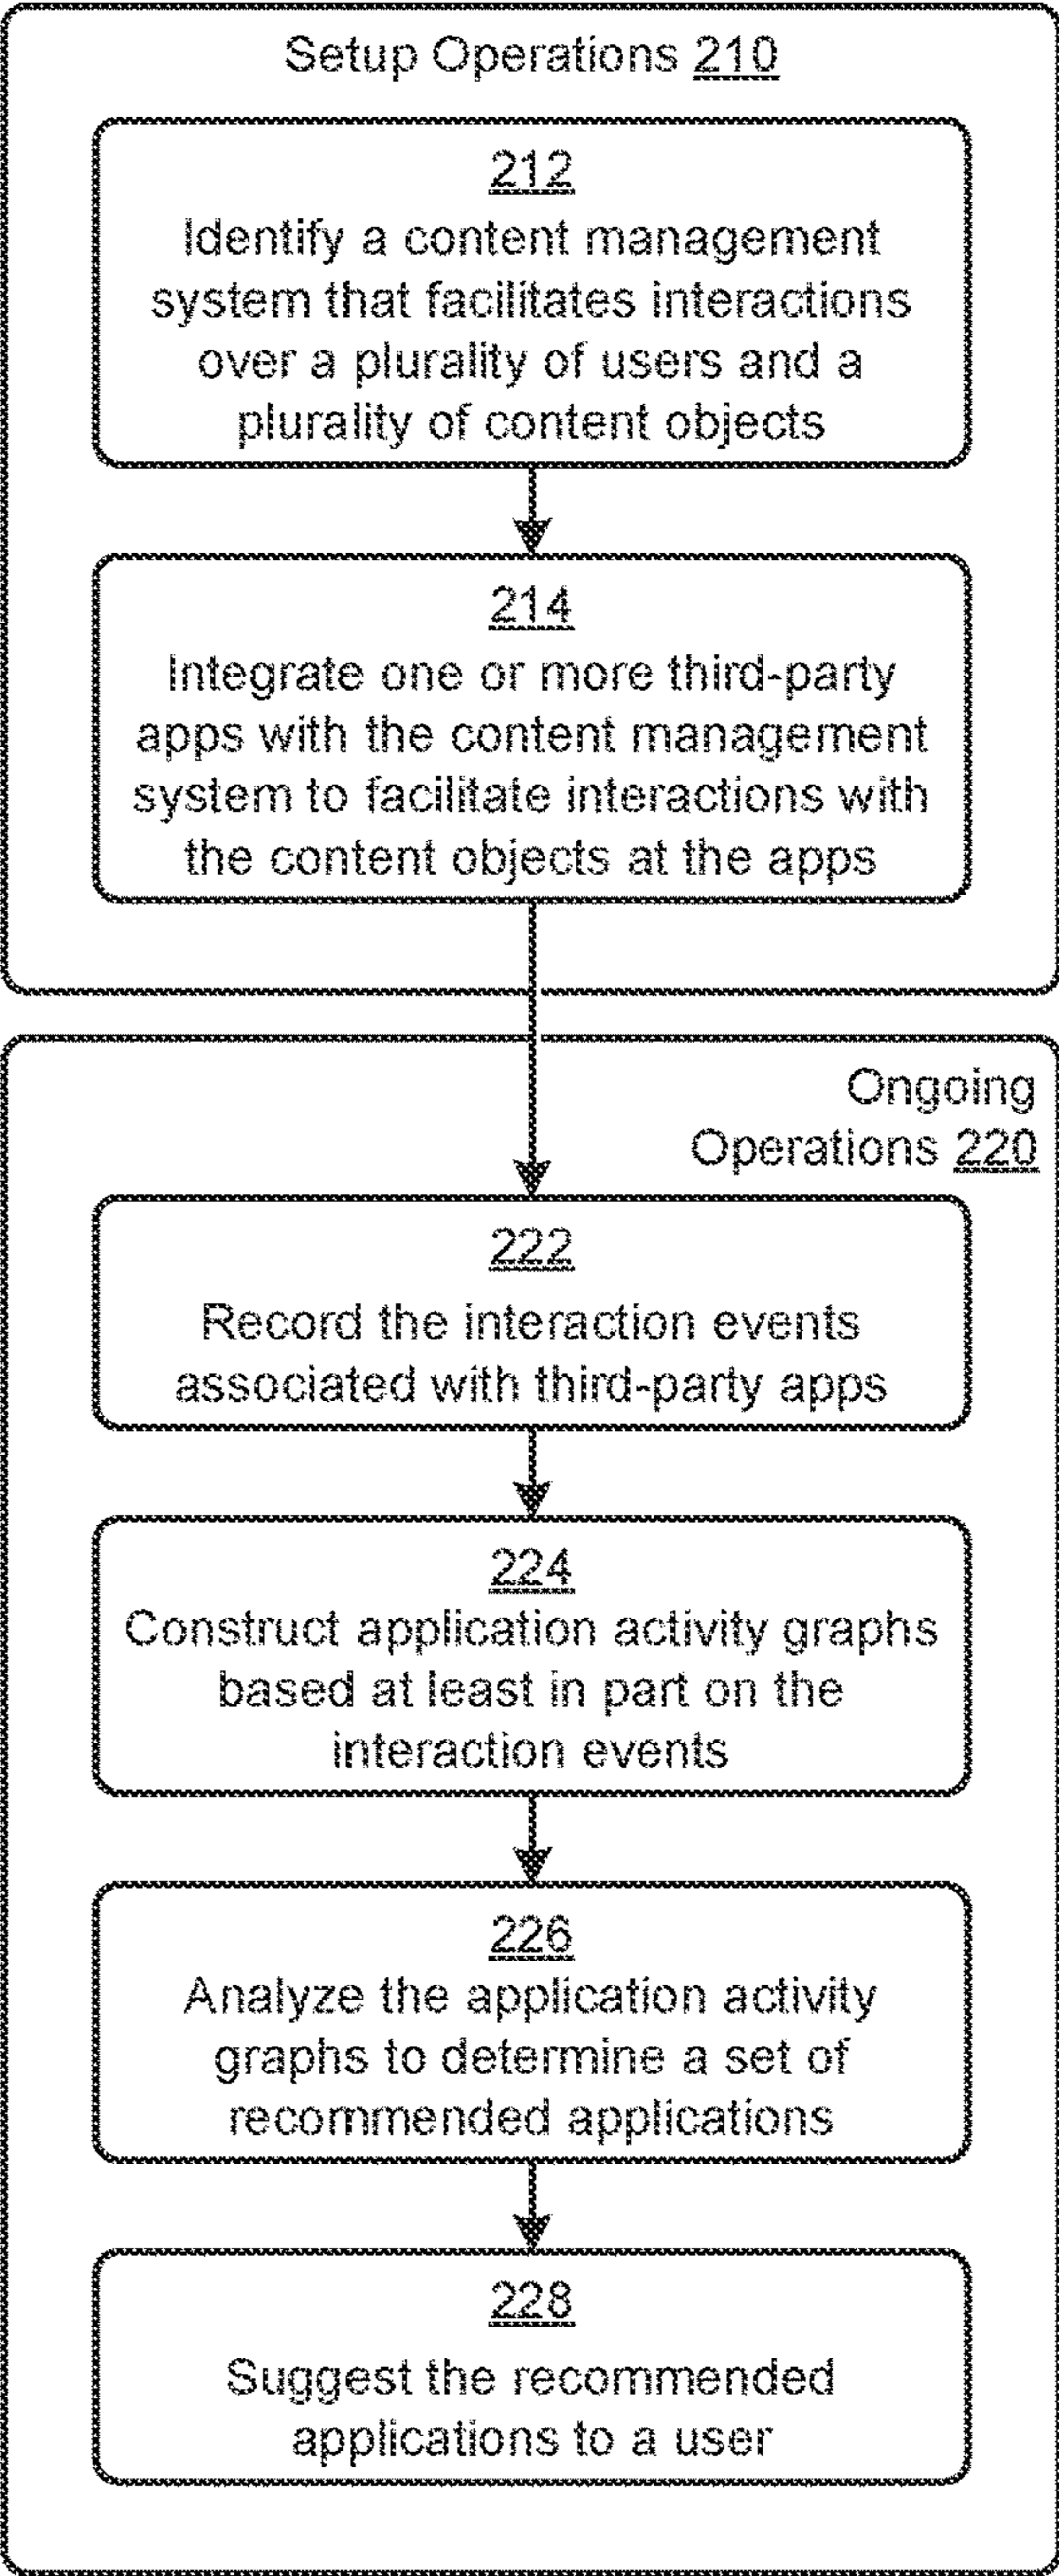 Setup Operations 210
212
Identify a content management
system that facilitates interactions
over a plurality of users and a
plurality of content objects
214
Integrate one or more third-party
apps with the content management
system to facilitate interactions with
the content objects at the apps
Ongoing
Operations 220
222
Record the interaction events
associated with third-party apps
224
Construct application activity graphs
based at least in part on the
interaction events
226
Analyze the application activity
graphs to determine a set of
recommended applications
228
Suggest the recommended
applications to a user